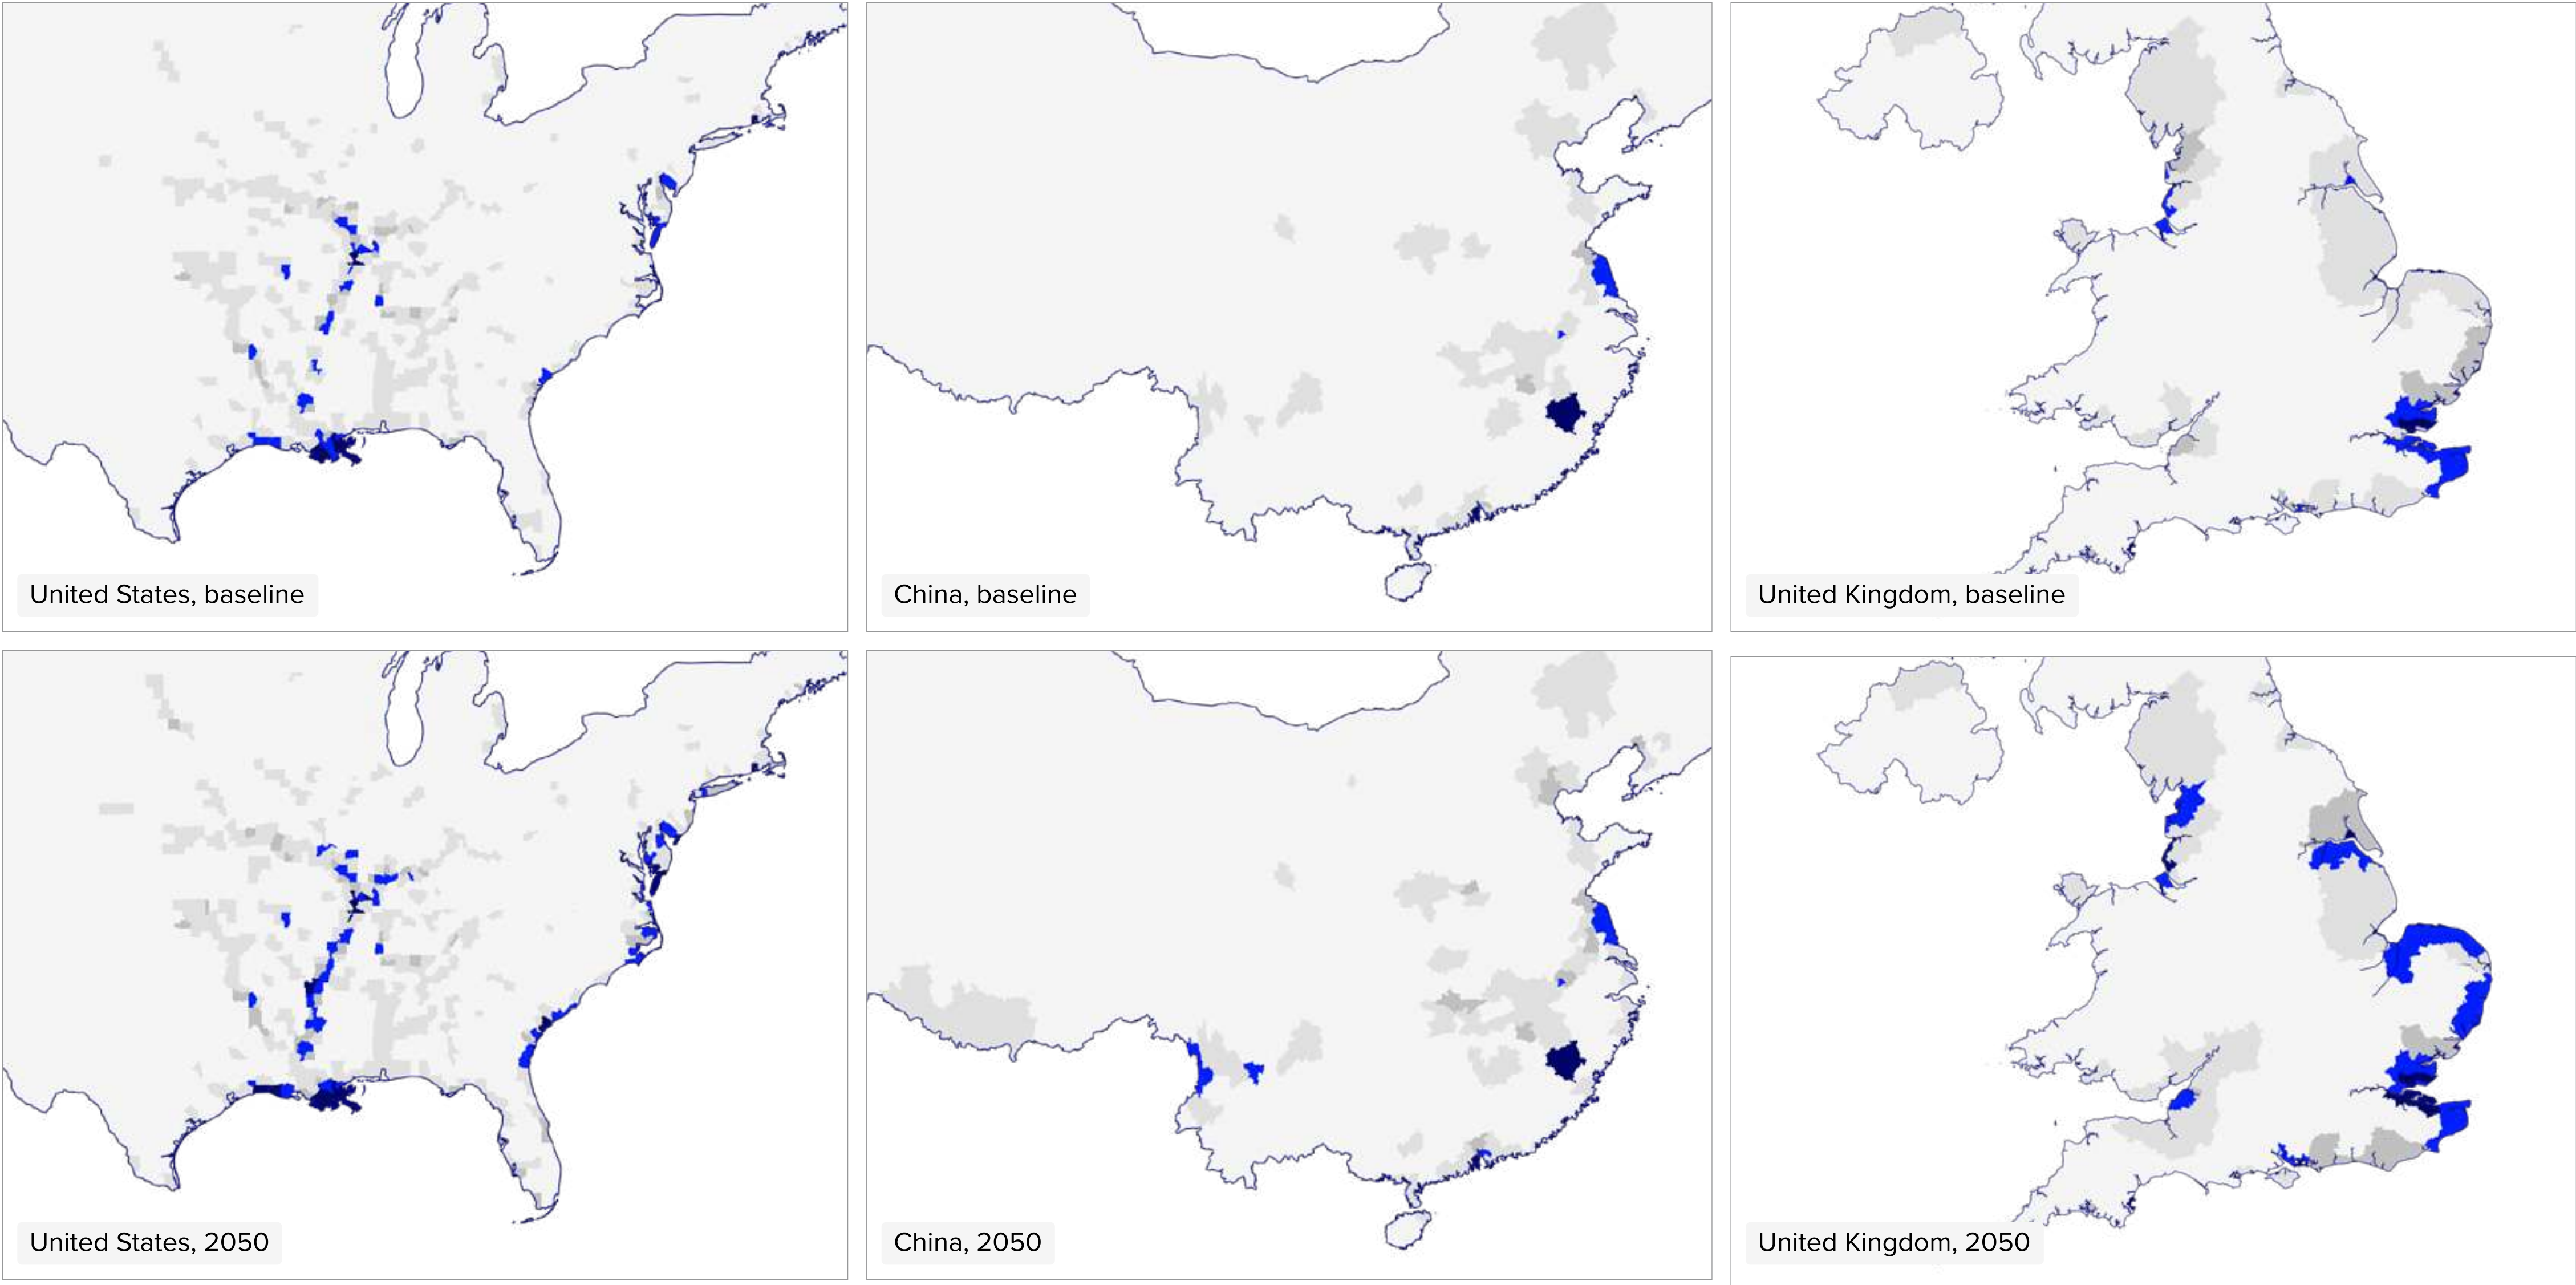 United States, baseline
China, baseline
United Kingdom, baseline
United States, 2050
China, 2050
United Kingdom, 2050